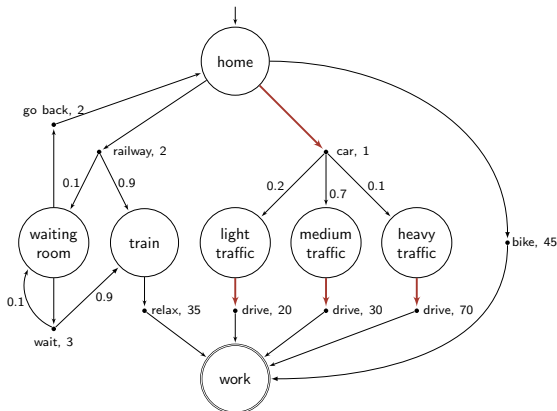 home
go back, 2
railway, 2
car, 1
0.1
0.9
0.2
0.7
0.1
waiting
room
train
light
traffic
medium
traffic
heavy
traffic
bike, 45
0.1
0.9
wait, 3
relax, 35
drive, 20
drive, 30
drive, 70
work